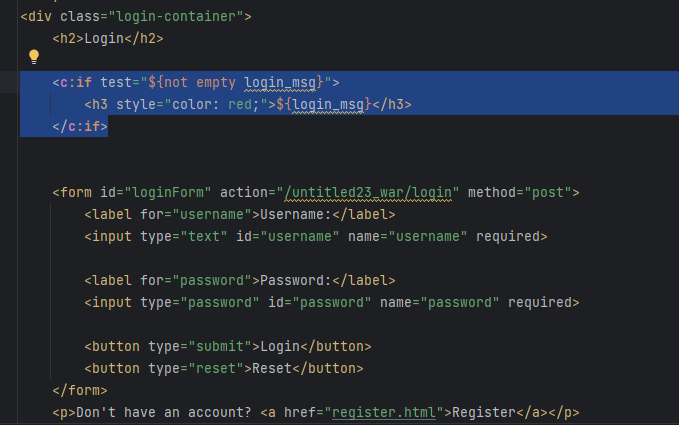 <div class="login-container">
<h2>Login</h2>
<c:if test="${not empty login_msg}">
<h3 style="color: red;">${login_msg}</h3>
</c:if>
<form id="loginForm" action="/untitled23_war/login" method="post">
<label for="username">Username:</label>
<input type="text" id="username" name="username" required>
<label for="password">Password:</label>
<input type="password" id="password" name="password" required>
<button type="submit">Login</button>
<button type="reset">Reset</button>
</form>
<p>Don't have an account? <a href="register.html">Register</a></p>